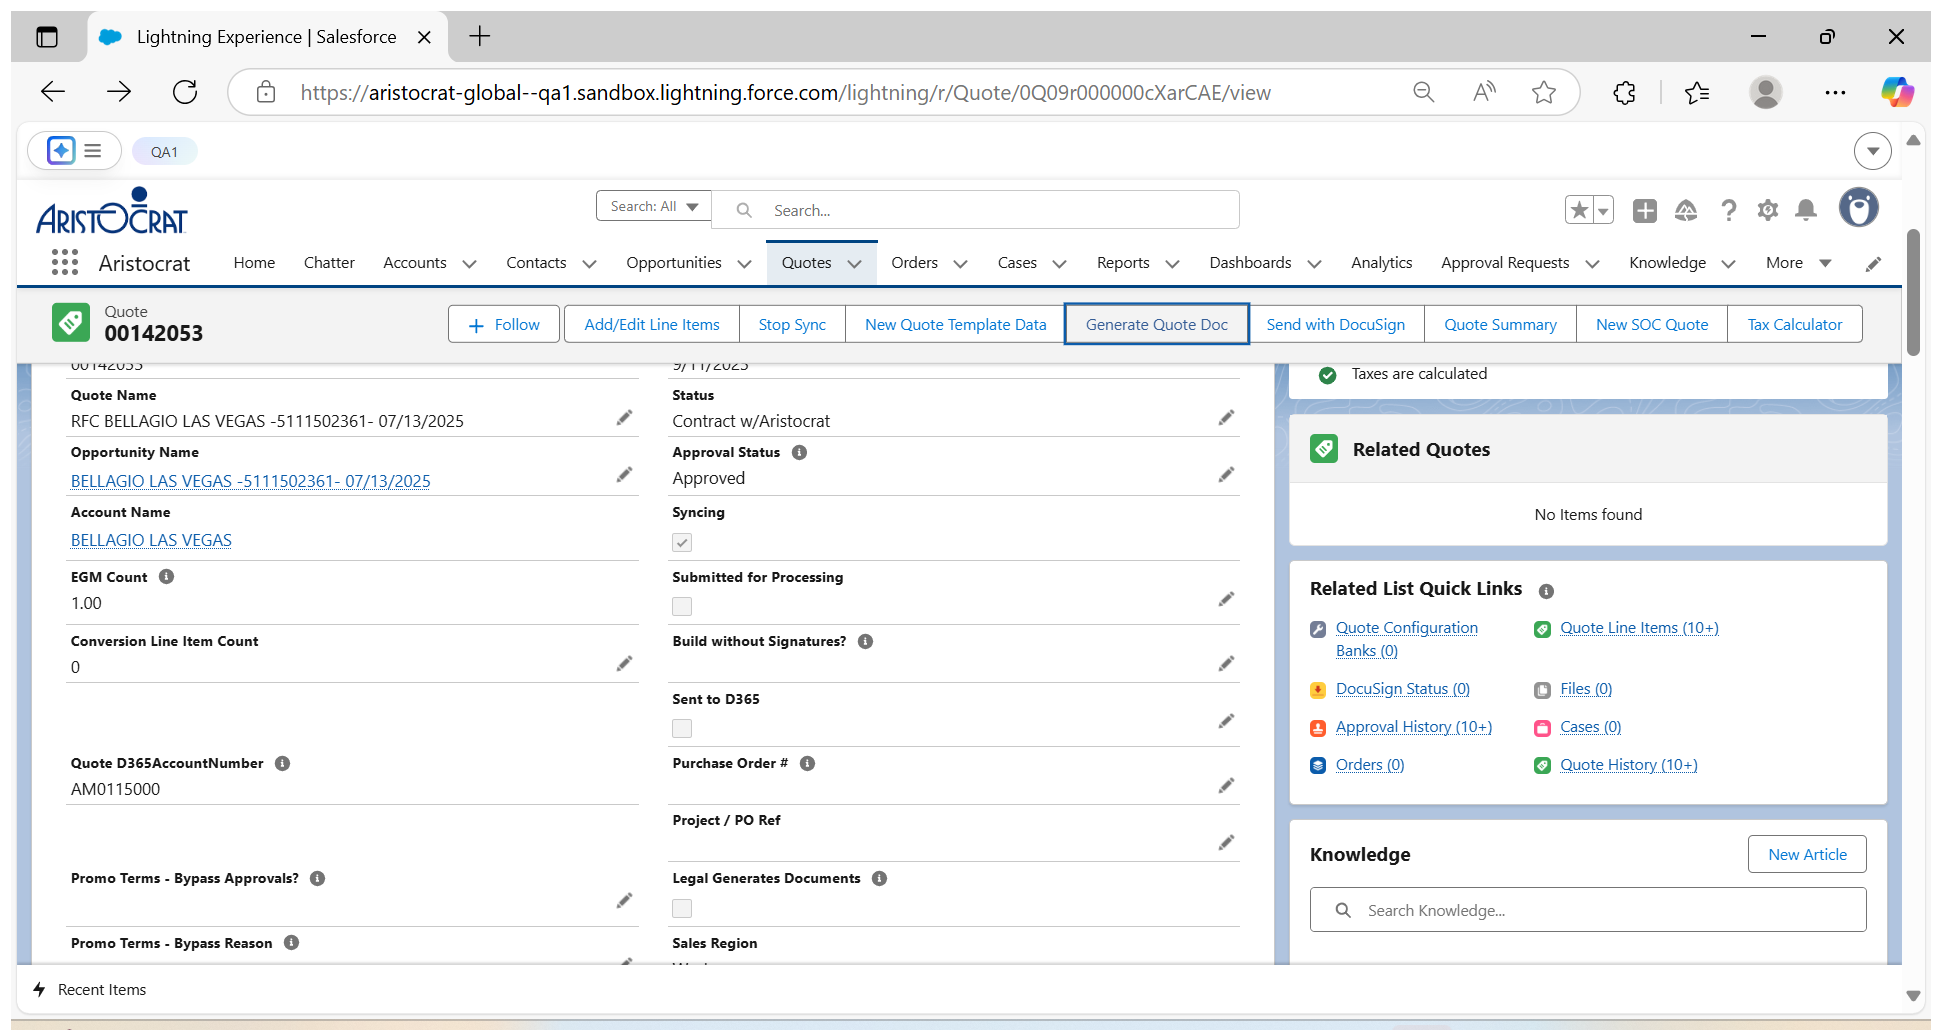 Lightning Experience | Salesforce
https://aristocrat-global--qa1.sandbox.lightning.force.com/lightning/r/Quote/0Q09r000000cXarCAE/view
QA1
ARISTOCRAT
Search: All
Search...
Aristocrat
Home
Chatter
Accounts
Contacts
Opportunities
Quotes
Orders
Cases
Reports
Dashboards
Analytics
Approval Requests
Knowledge
More
Quote
00142053
Follow
Add/Edit Line Items
Stop Sync
New Quote Template Data
Generate Quote Doc
Send with DocuSign
Quote Summary
New SOC Quote
Tax Calculator
00142053
9/11/2025
Quote Name
RFC BELLAGIO LAS VEGAS -5111502361- 07/13/2025
Status
Contract w/Aristocrat
Opportunity Name
BELLAGIO LAS VEGAS -5111502361- 07/13/2025
Approval Status
Approved
Account Name
BELLAGIO LAS VEGAS
Syncing
EGM Count
1.00
Submitted for Processing
Conversion Line Item Count
0
Build without Signatures?
Sent to D365
Quote D365AccountNumber
AM0115000
Purchase Order #
Project / PO Ref
Promo Terms - Bypass Approvals?
Legal Generates Documents
Promo Terms - Bypass Reason
Sales Region
Taxes are calculated
Related Quotes
No Items found
Related List Quick Links
Quote Configuration
Banks (0)
Quote Line Items (10+)
DocuSign Status (0)
Files (0)
Approval History (10+)
Cases (0)
Orders (0)
Quote History (10+)
Knowledge
New Article
Search Knowledge...
Recent Items